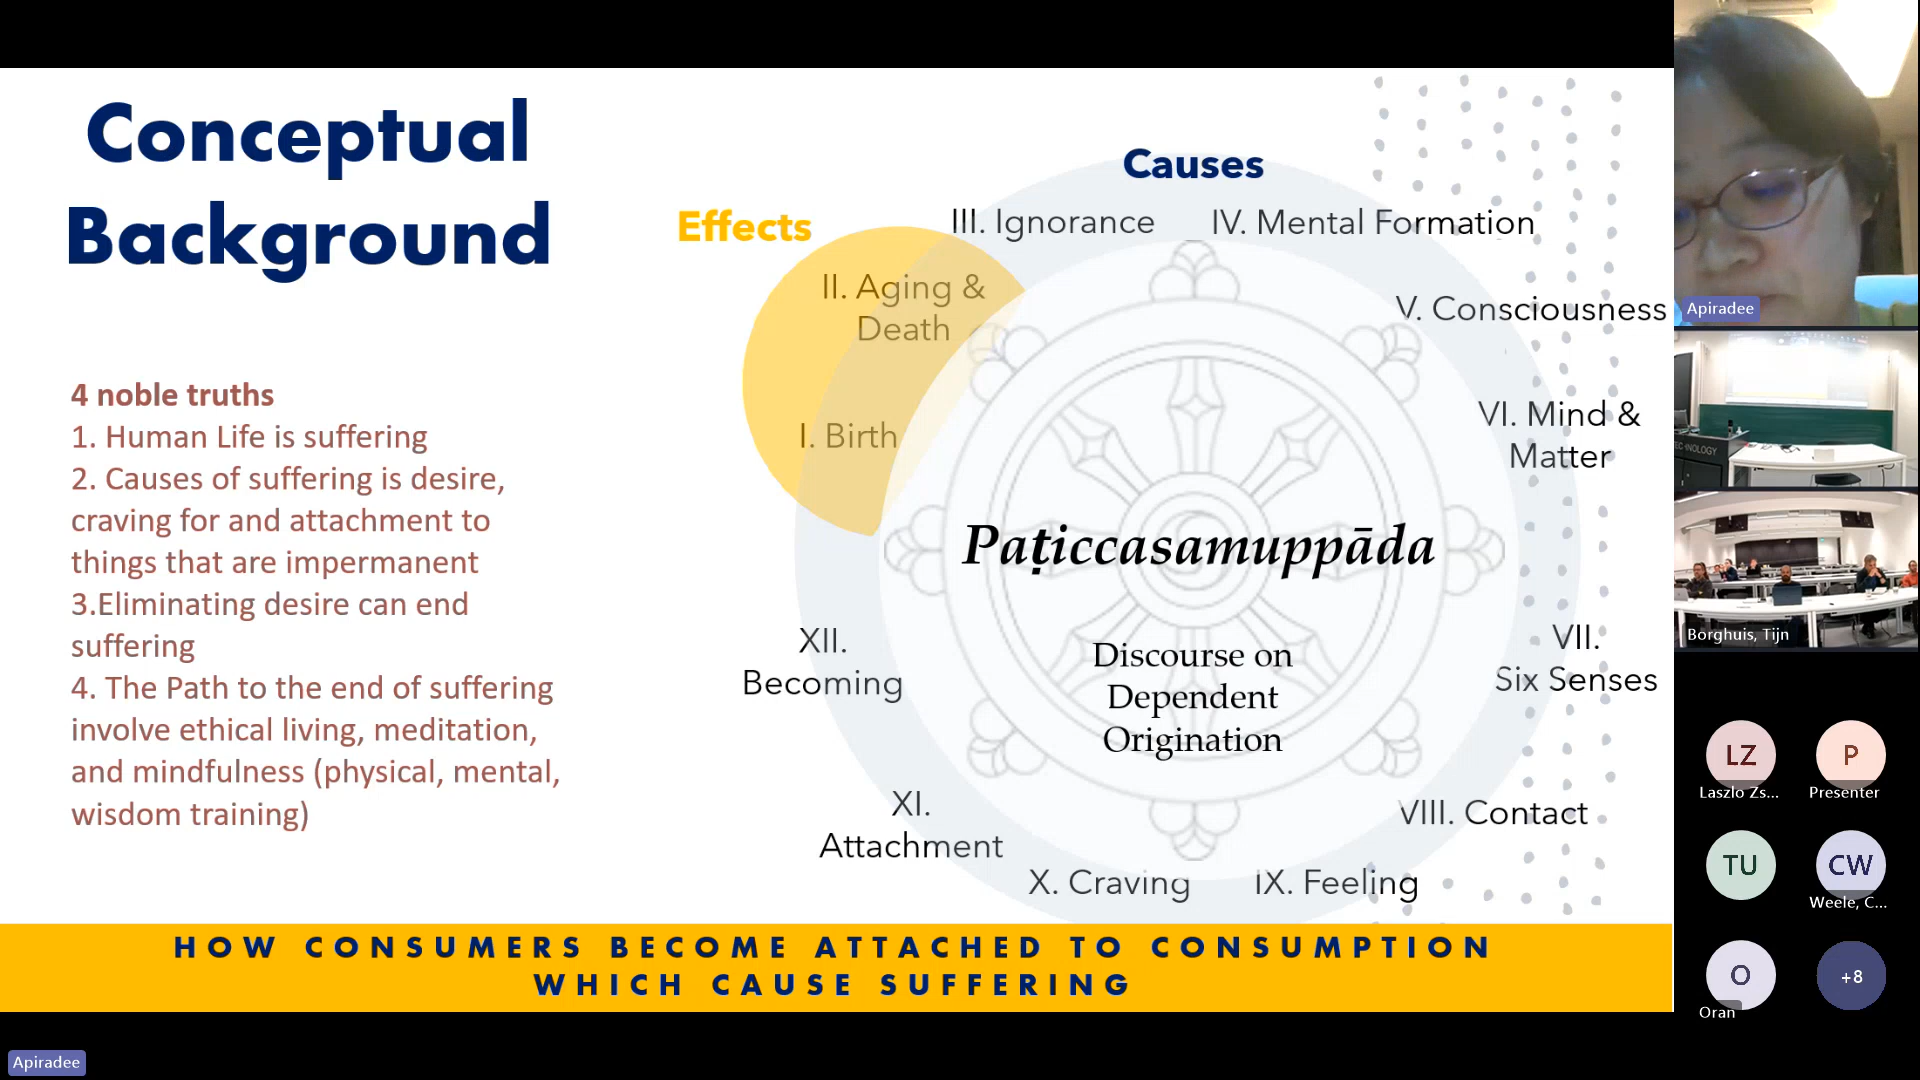 Conceptual
Background
4 noble truths
1. Human Life is suffering
2. Causes of suffering is desire,
craving for and attachment to
things that are impermanent
3.Eliminating desire can end
suffering
4. The Path to the end of suffering
involve ethical living, meditation,
and mindfulness (physical, mental,
wisdom training)
Causes
Effects
III. Ignorance
IV. Mental Formation
II. Aging &
Death
V. Consciousness
I. Birth
VI. Mind &
Matter
Paṭiccasamuppāda
Discourse on
Dependent
Origination
XII.
Becoming
VII.
Six Senses
XI.
Attachment
VIII. Contact
X. Craving
IX. Feeling
HOW CONSUMERS BECOME ATTACHED TO CONSUMPTION
WHICH CAUSE SUFFERING
Apiradee
Apiradee
Borghuis, Tijn
LZ
Laszlo Zs...
P
Presenter
TU
CW
Weele, C...
O
Oran
+8